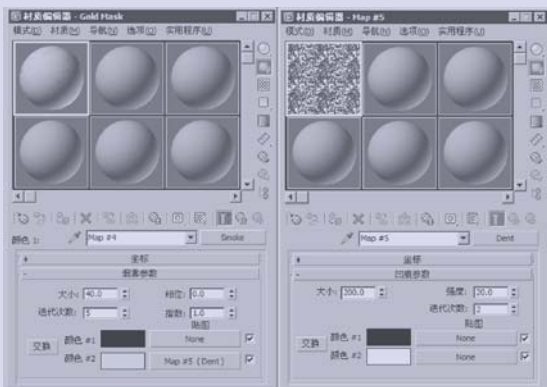 材质编辑器 - Gold Mask
模式(D) 材质(M) 导航(N) 选项(O) 实用程序(U)
颜色 1: Map #4 Smoke
坐标
烟雾参数
大小: 40.0 相位: 0.0
迭代次数: 5 指数: 1.0
贴图
交换 颜色 #1 None
颜色 #2 Map #5 (Dent)
材质编辑器 - Map #5
模式(D) 材质(M) 导航(N) 选项(O) 实用程序(U)
Map #5 Dent
坐标
凹痕参数
大小: 200.0 强度: 20.0
迭代次数: 2
贴图
交换 颜色 #1 None
颜色 #2 None